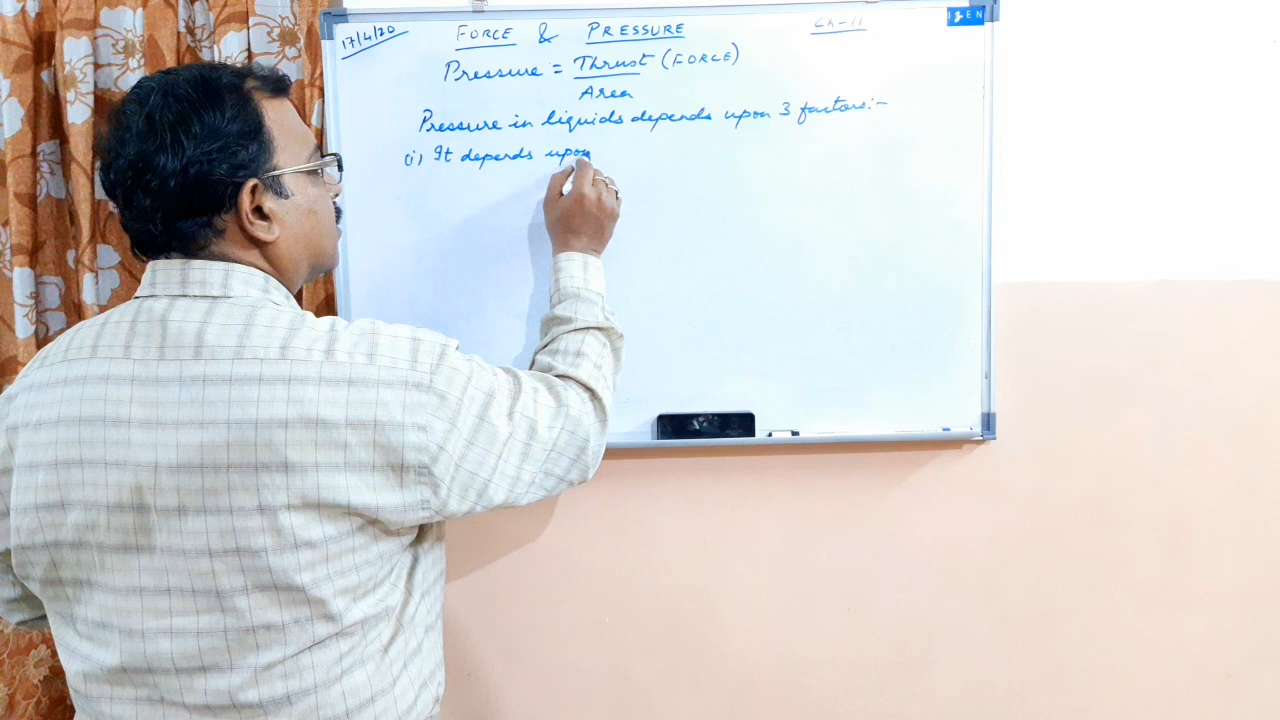 17/4/20
FORCE & PRESSURE
Ch-11
Pressure = Thrust (FORCE)
Area
Pressure in liquids depends upon 3 factors:-
(i) It depends upon